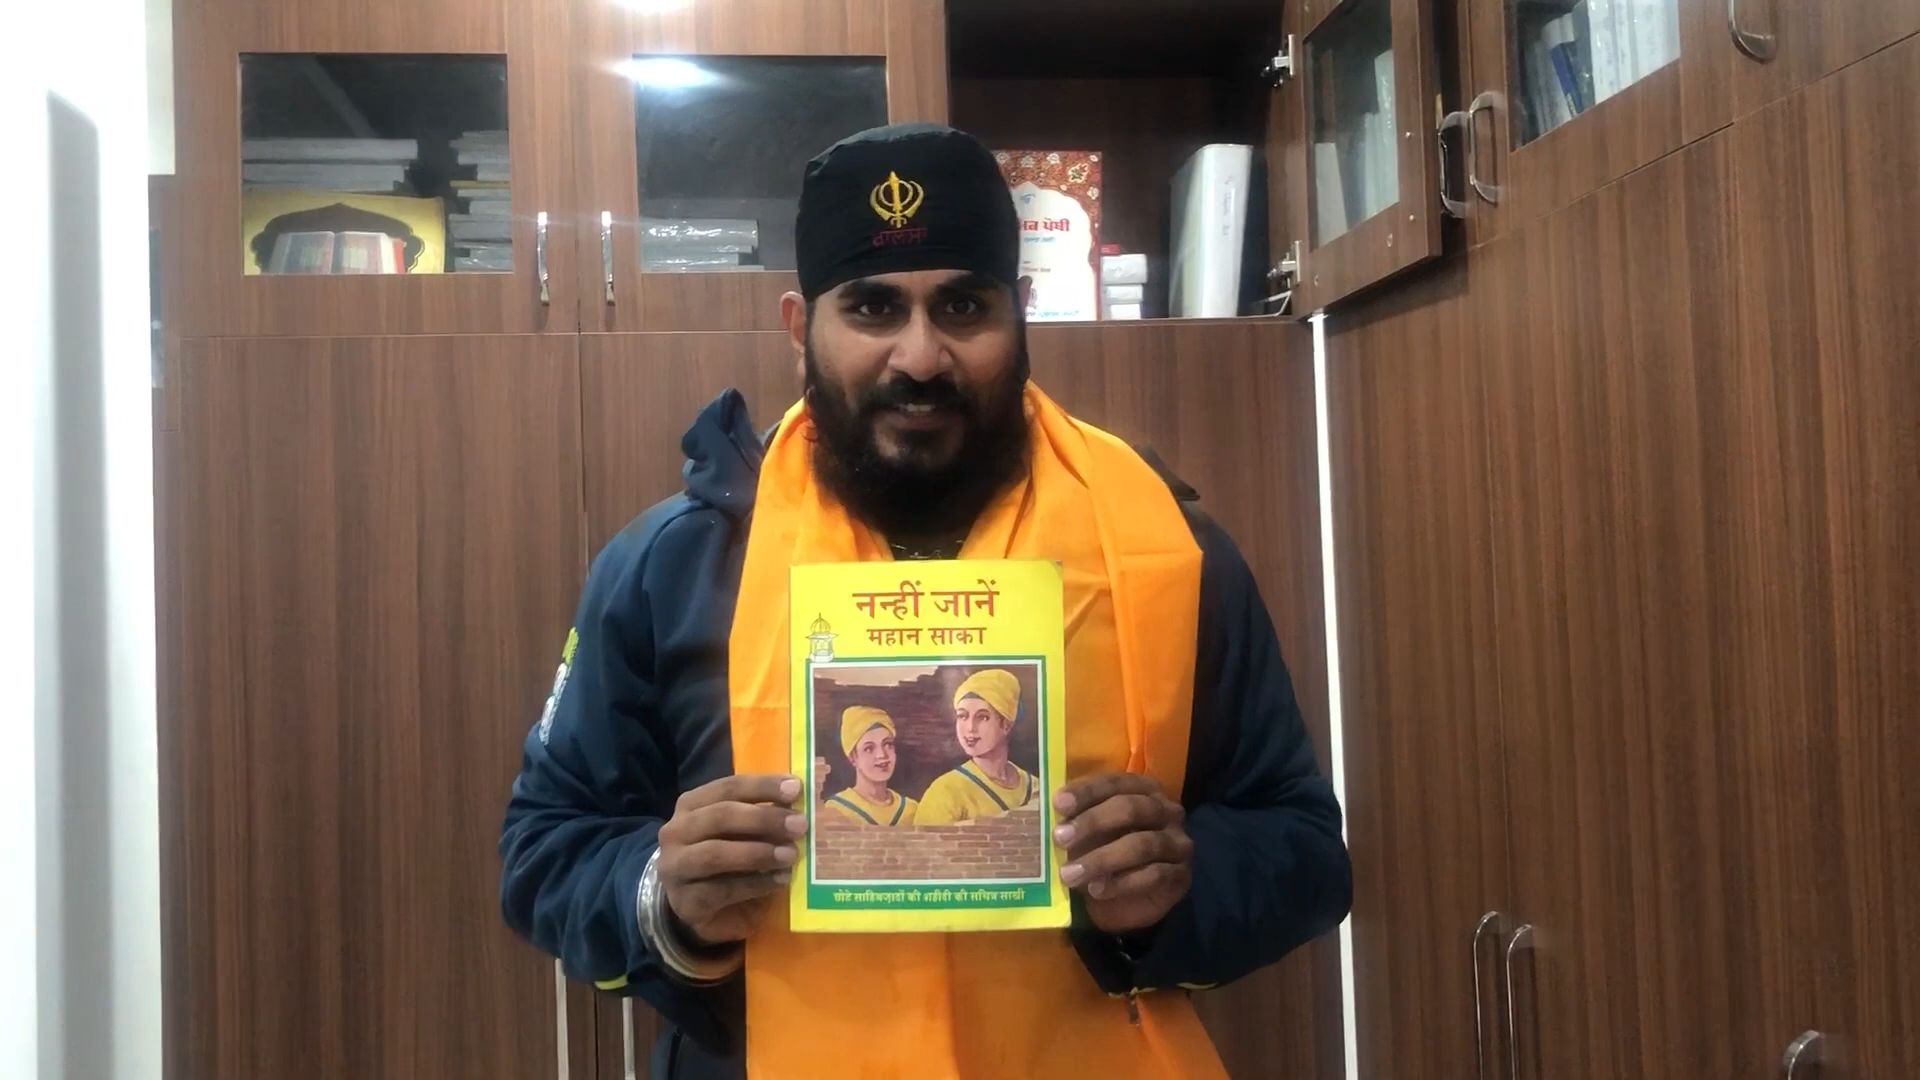 ਪੋਥੀ
नन्हीं जानें
महान साका
छोटे साहिबज़ादों की शहीदी की सचित्र साखी